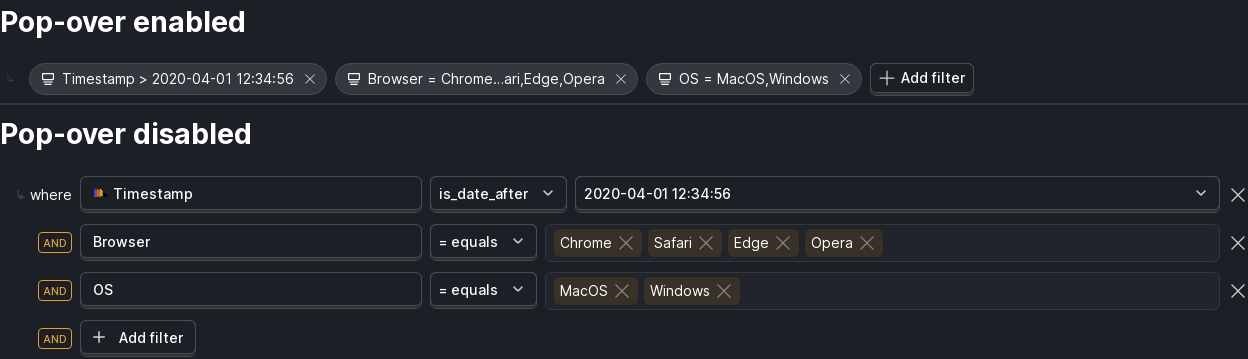 Pop-over enabled
Timestamp > 2020-04-01 12:34:56 Browser = Chrome...ari,Edge,Opera OS = MacOS,Windows Add filter
Pop-over disabled
where Timestamp is_date_after 2020-04-01 12:34:56
AND Browser = equals Chrome Safari Edge Opera
AND OS = equals MacOS Windows
AND Add filter